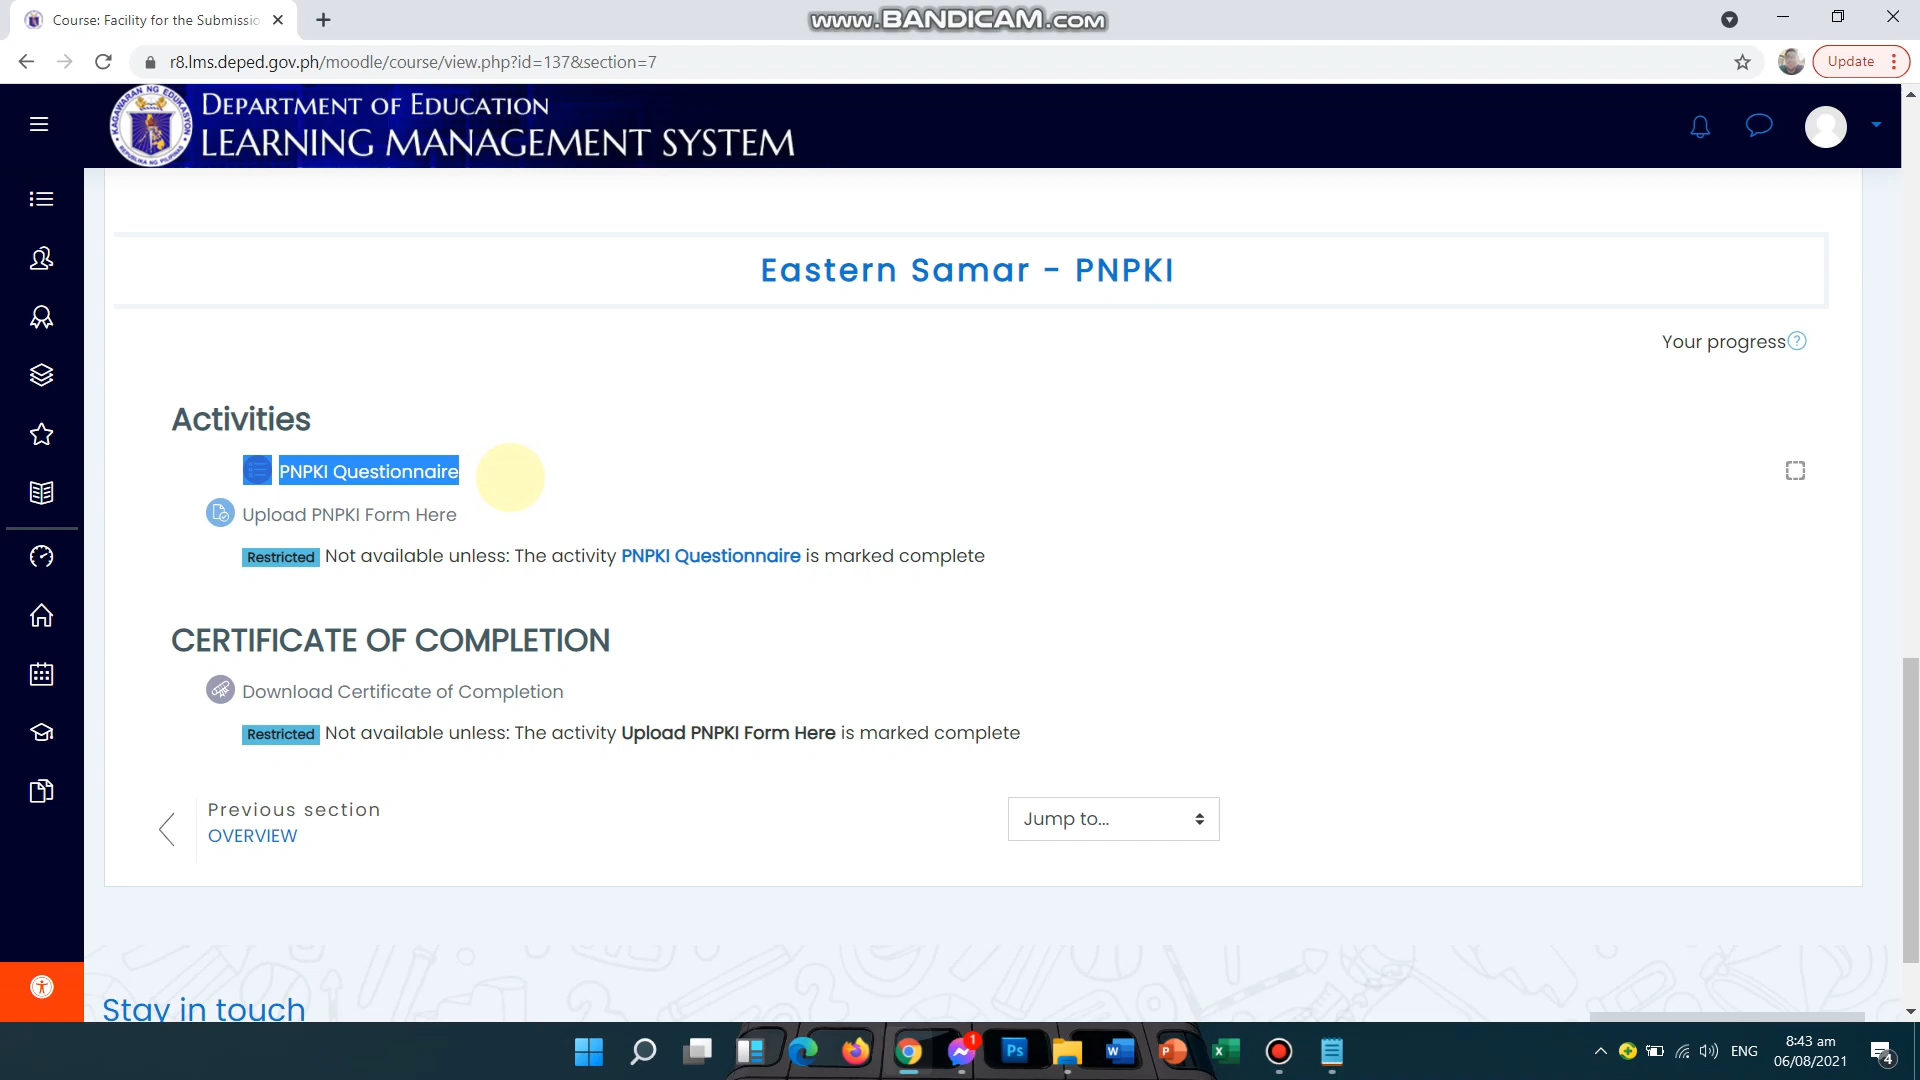 Course: Facility for the Submissio
www.BANDICAM.com
r8.lms.deped.gov.ph/moodle/course/view.php?id=137&section=7
Update
DEPARTMENT OF EDUCATION
LEARNING MANAGEMENT SYSTEM
Eastern Samar - PNPKI
Your progress
Activities
PNPKI Questionnaire
Upload PNPKI Form Here
Restricted Not available unless: The activity PNPKI Questionnaire is marked complete
CERTIFICATE OF COMPLETION
Download Certificate of Completion
Restricted Not available unless: The activity Upload PNPKI Form Here is marked complete
Previous section
OVERVIEW
Jump to...
Stay in touch
1
Ps
ENG
8:43 am
06/08/2021
4